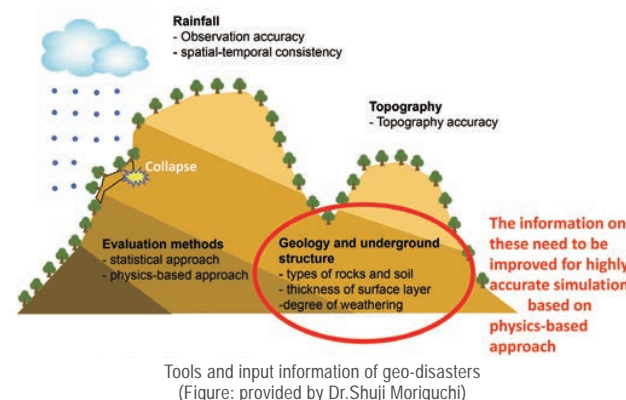 Rainfall
- Observation accuracy
- spatial-temporal consistency
Topography
- Topography accuracy
Collapse
Evaluation methods
- statistical approach
- physics-based approach
Geology and underground
structure
- types of rocks and soil
- thickness of surface layer
-degree of weathering
The information on
these need to be
improved for highly
accurate simulation
based on
physics-based
approach
Tools and input information of geo-disasters
(Figure: provided by Dr.Shuji Moriguchi)